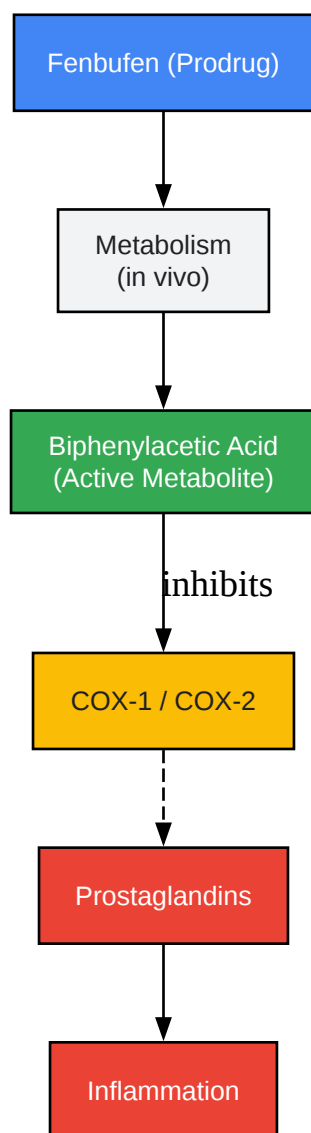 Fenbufen (Prodrug)
Metabolism
(in vivo)
Biphenylacetic Acid
(Active Metabolite)
inhibits
COX-1 / COX-2
Prostaglandins
Inflammation